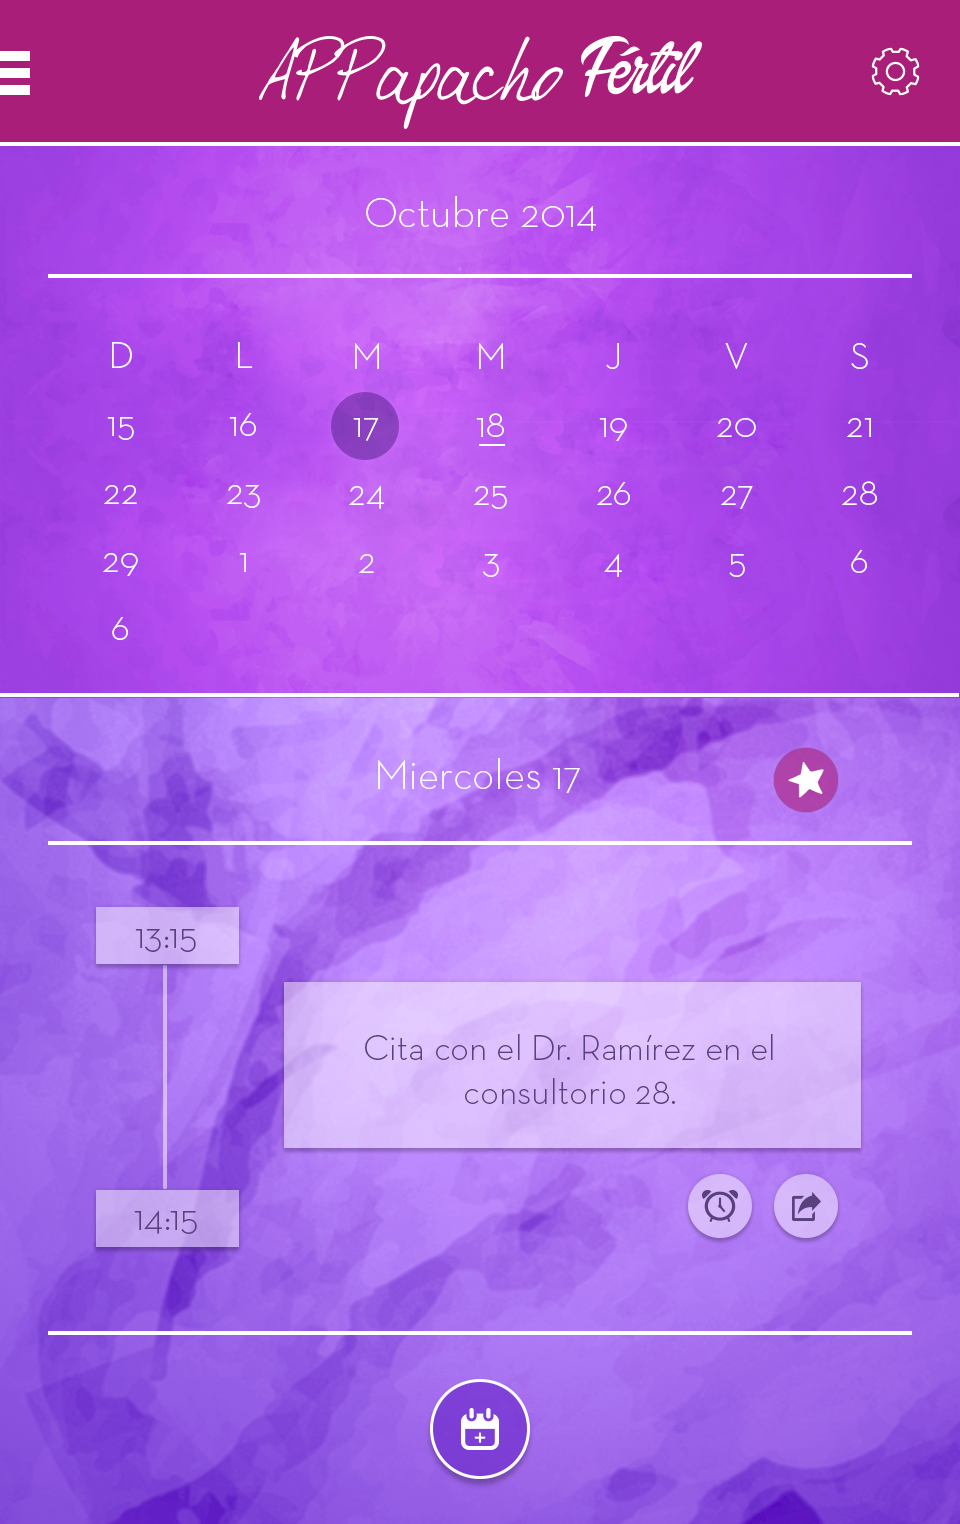 APPapacho Fértil
Octubre 2014
D L M M J V S
15 16 17 18 19 20 21
22 23 24 25 26 27 28
29 1 2 3 4 5 6
6
Miercoles 17
13:15
Cita con el Dr. Ramírez en el
consultorio 28.
14:15